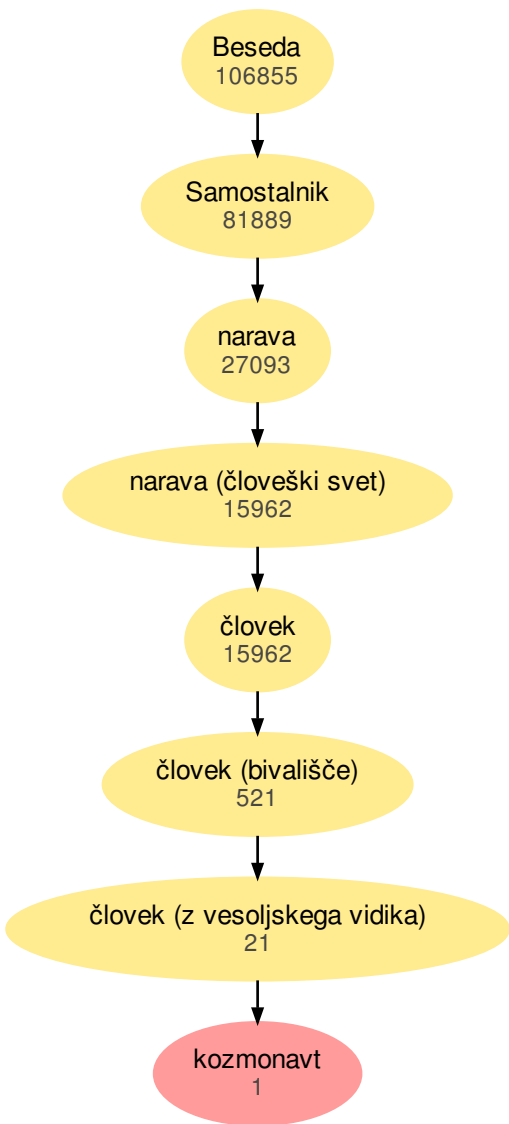 Beseda
106855
Samostalnik
81889
narava
27093
narava (človeški svet)
15962
človek
15962
človek (bivališče)
521
človek (z vesoljskega vidika)
21
kozmonavt
1